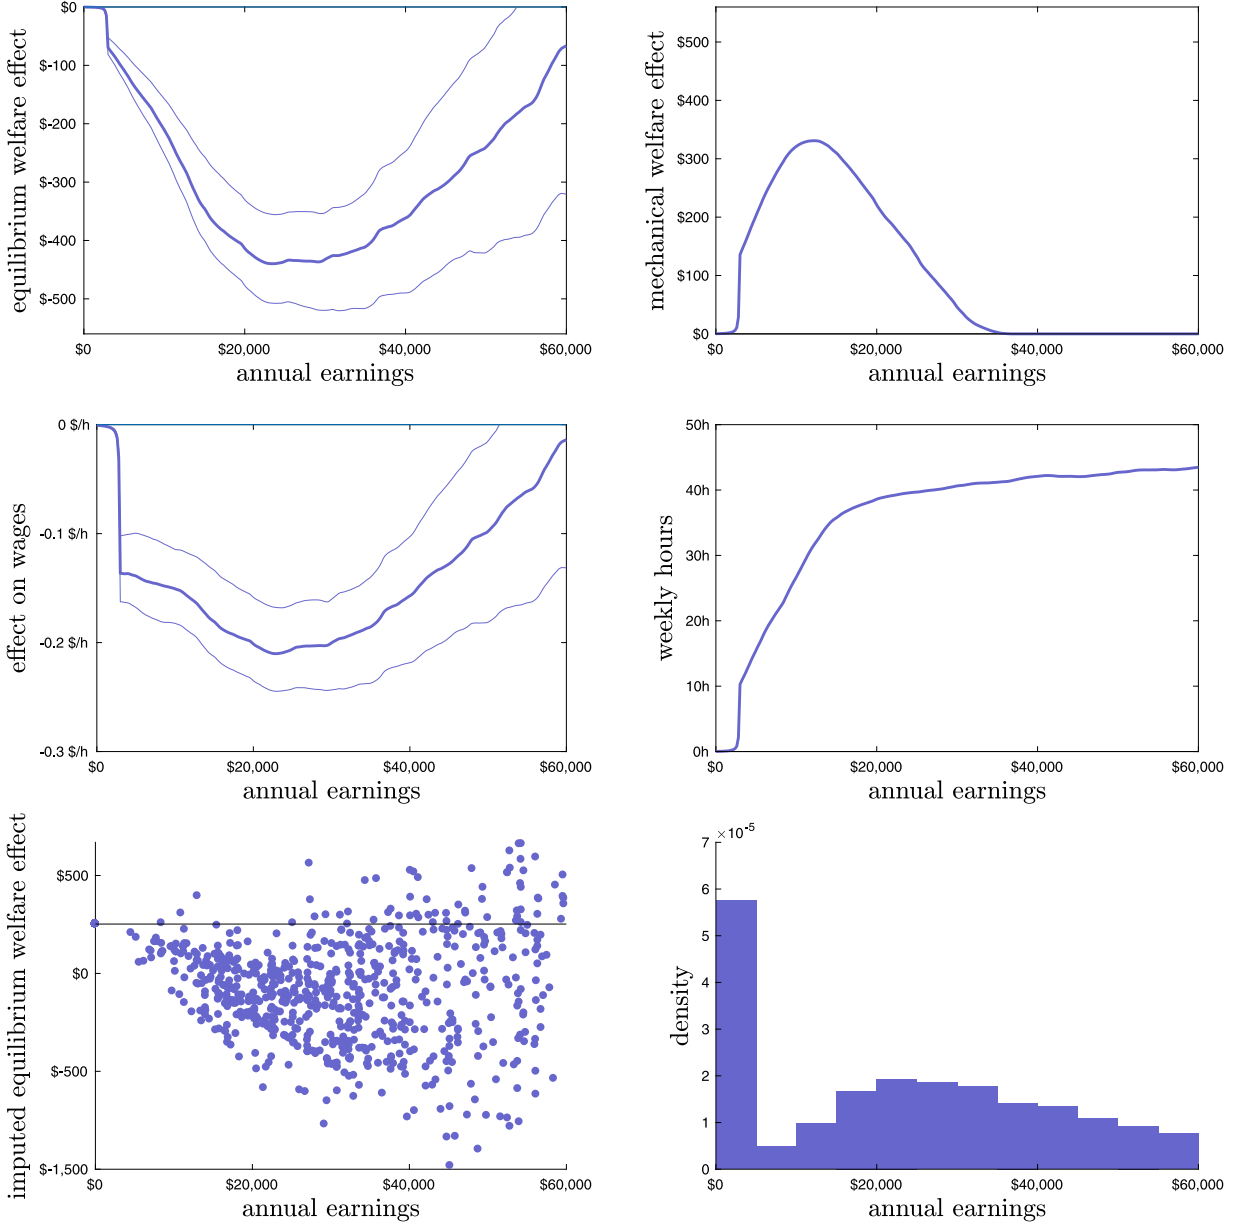 equilibrium welfare effect
$0
$-100
$-200
$-300
$-400
$-500
$0
$20,000
$40,000
$60,000
annual earnings
mechanical welfare effect
$500
$400
$300
$200
$100
$0
$0
$20,000
$40,000
$60,000
annual earnings
effect on wages
0 $/h
-0.1 $/h
-0.2 $/h
-0.3 $/h
$0
$20,000
$40,000
$60,000
annual earnings
weekly hours
50h
40h
30h
20h
10h
0h
$0
$20,000
$40,000
$60,000
annual earnings
imputed equilibrium welfare effect
$500
$0
$-500
$-1,500
$0
$20,000
$40,000
$60,000
annual earnings
density
×10⁻⁵
7
6
5
4
3
2
1
0
$0
$20,000
$40,000
$60,000
annual earnings